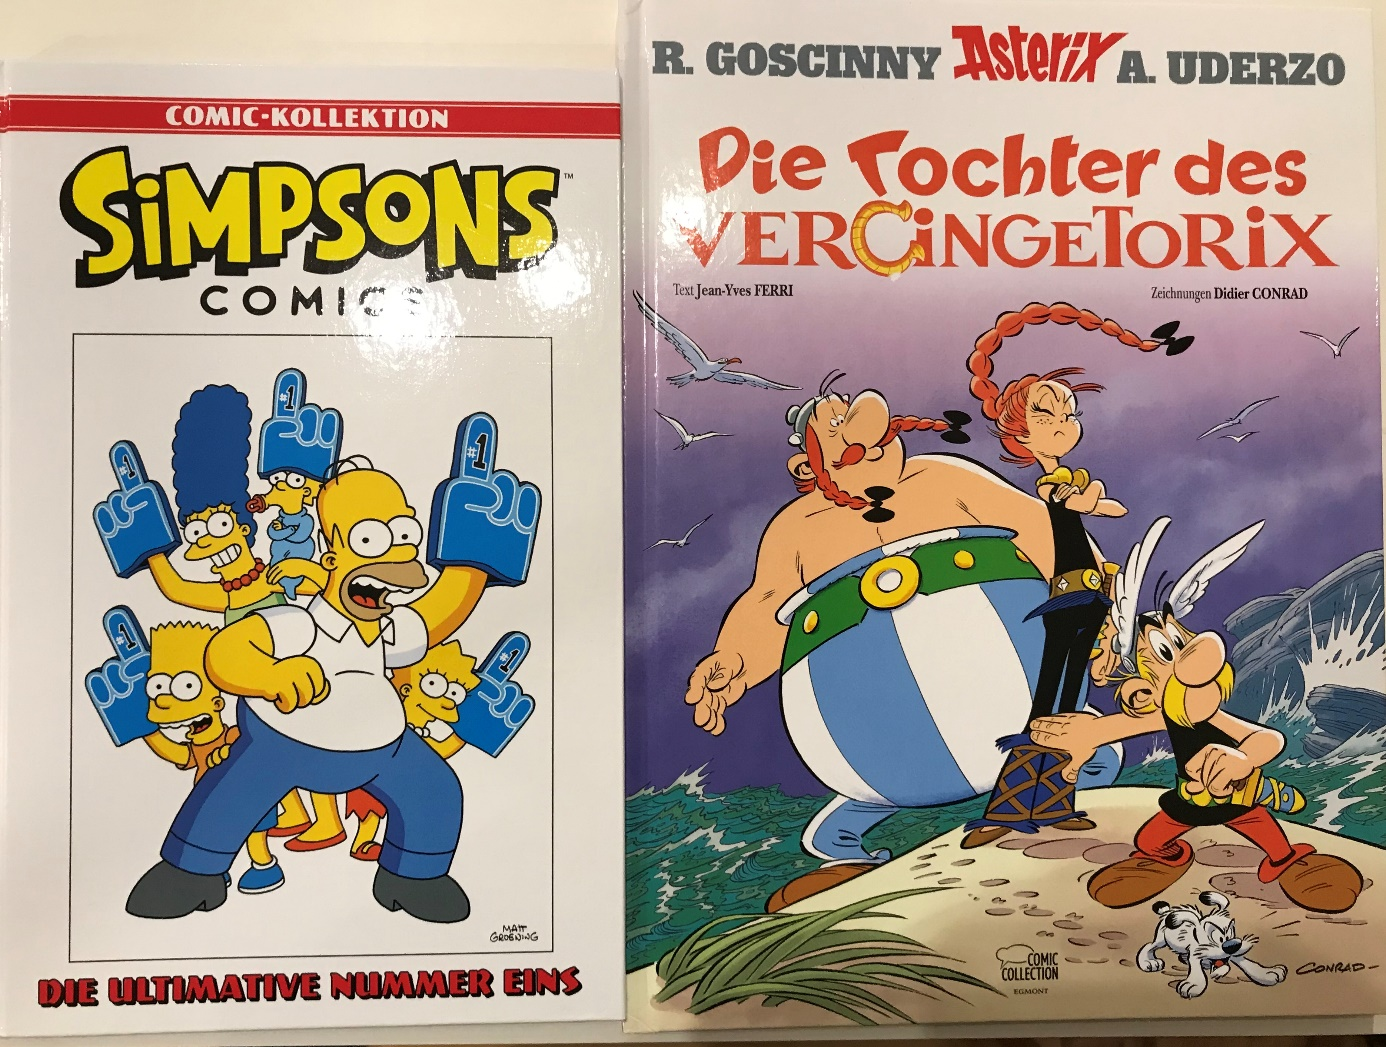 COMIC-KOLLEKTION
SiMPSONS™
COMICS
#1
#1
#1
#1
#1
MATT
GROENING
DIE ULTIMATIVE NUMMER EINS
R. GOSCINNY Asterix A. UDERZO
Die Tochter des
VERCiNGETORiX
Text Jean-Yves FERRI
Zeichnungen Didier CONRAD
COMIC
COLLECTION
EGMONT
CONRAD-